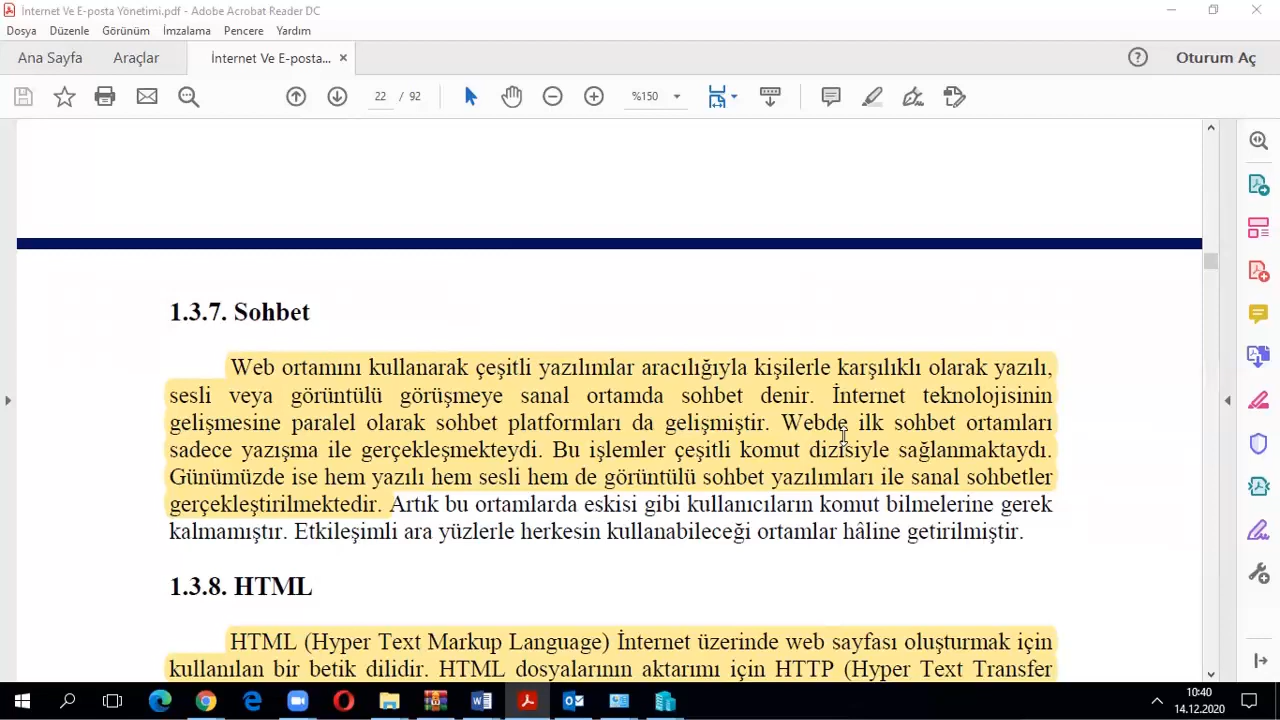 İnternet Ve E-posta Yönetimi.pdf - Adobe Acrobat Reader DC
Dosya Düzenle Görünüm İmzalama Pencere Yardım
Ana Sayfa Araçlar İnternet Ve E-posta... × Oturum Aç
22 / 92 %150
1.3.7. Sohbet
Web ortamını kullanarak çeşitli yazılımlar aracılığıyla kişilerle karşılıklı olarak yazılı,
sesli veya görüntülü görüşmeye sanal ortamda sohbet denir. İnternet teknolojisinin
gelişmesine paralel olarak sohbet platformları da gelişmiştir. Webde ilk sohbet ortamları
sadece yazışma ile gerçekleşmekteydi. Bu işlemler çeşitli komut dizisiyle sağlanmaktaydı.
Günümüzde ise hem yazılı hem sesli hem de görüntülü sohbet yazılımları ile sanal sohbetler
gerçekleştirilmektedir. Artık bu ortamlarda eskisi gibi kullanıcıların komut bilmelerine gerek
kalmamıştır. Etkileşimli ara yüzlerle herkesin kullanabileceği ortamlar hâline getirilmiştir.
1.3.8. HTML
HTML (Hyper Text Markup Language) İnternet üzerinde web sayfası oluşturmak için
kullanılan bir betik dilidir. HTML dosyalarının aktarımı için HTTP (Hyper Text Transfer
10:40
14.12.2020